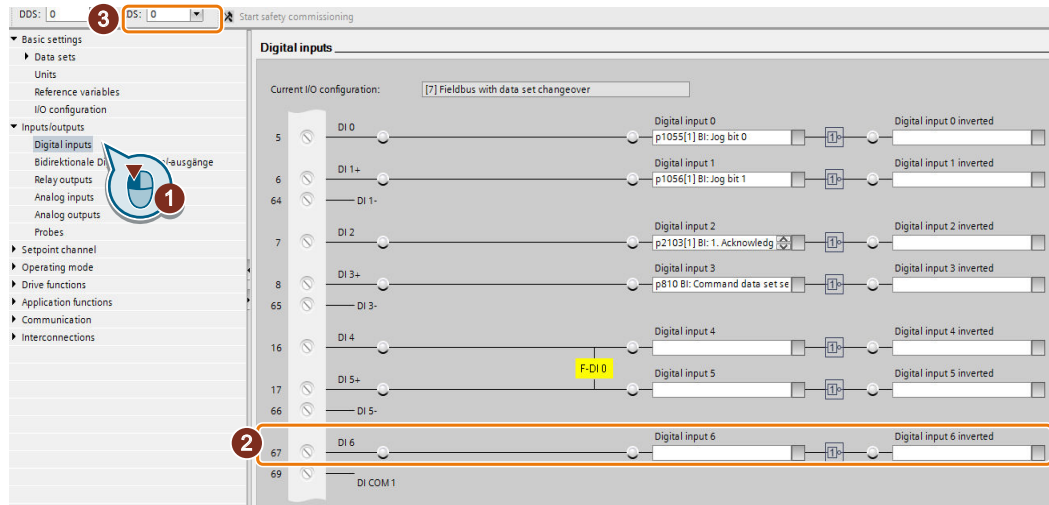 DDS: 0 3 DS: 0 Start safety commissioning
Basic settings
Data sets
Units
Reference variables
I/O configuration
Inputs/outputs
Digital inputs
Bidirektionale Di /-ausgänge
Relay outputs
Analog inputs
Analog outputs
Probes
Setpoint channel
Operating mode
Drive functions
Application functions
Communication
Interconnections
1
Digital inputs
Current I/O configuration: [7] Fieldbus with data set changeover
Digital input 0 Digital input 0 inverted
5 DI 0 p1055[1] BI: Jog bit 0 1
Digital input 1 Digital input 1 inverted
6 DI 1+ p1056[1] BI: Jog bit 1 1
64 DI 1-
Digital input 2 Digital input 2 inverted
7 DI 2 p2103[1] BI: 1. Acknowledg 1
Digital input 3 Digital input 3 inverted
8 DI 3+ p810 BI: Command data set se 1
65 DI 3-
Digital input 4 Digital input 4 inverted
16 DI 4 1
F-DI 0
Digital input 5 Digital input 5 inverted
17 DI 5+ 1
66 DI 5-
2
Digital input 6 Digital input 6 inverted
67 DI 6 1
69 DI COM 1